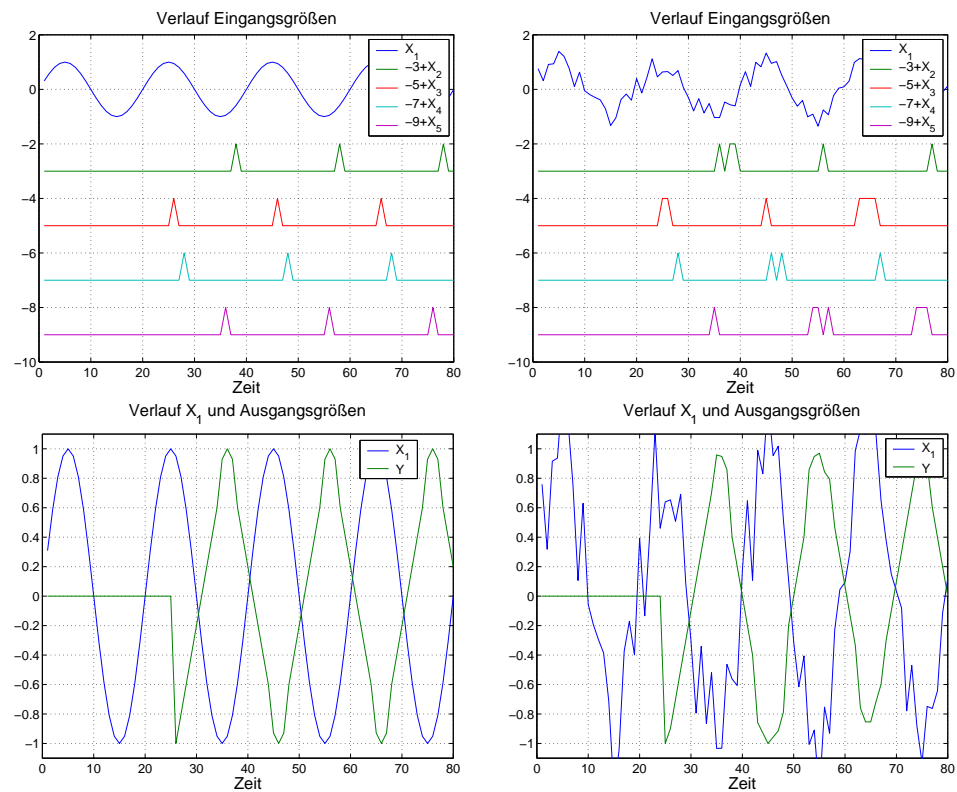 Verlauf Eingangsgrößen
2
0
−2
−4
−6
−8
−10
0 10 20 30 40 50 60 70 80
Zeit
X1
−3+X2
−5+X3
−7+X4
−9+X5
Verlauf Eingangsgrößen
2
0
−2
−4
−6
−8
−10
0 10 20 30 40 50 60 70 80
Zeit
X1
−3+X2
−5+X3
−7+X4
−9+X5
Verlauf X1 und Ausgangsgrößen
1
0.8
0.6
0.4
0.2
0
−0.2
−0.4
−0.6
−0.8
−1
0 10 20 30 40 50 60 70 80
Zeit
X1
Y
Verlauf X1 und Ausgangsgrößen
1
0.8
0.6
0.4
0.2
0
−0.2
−0.4
−0.6
−0.8
−1
0 10 20 30 40 50 60 70 80
Zeit
X1
Y